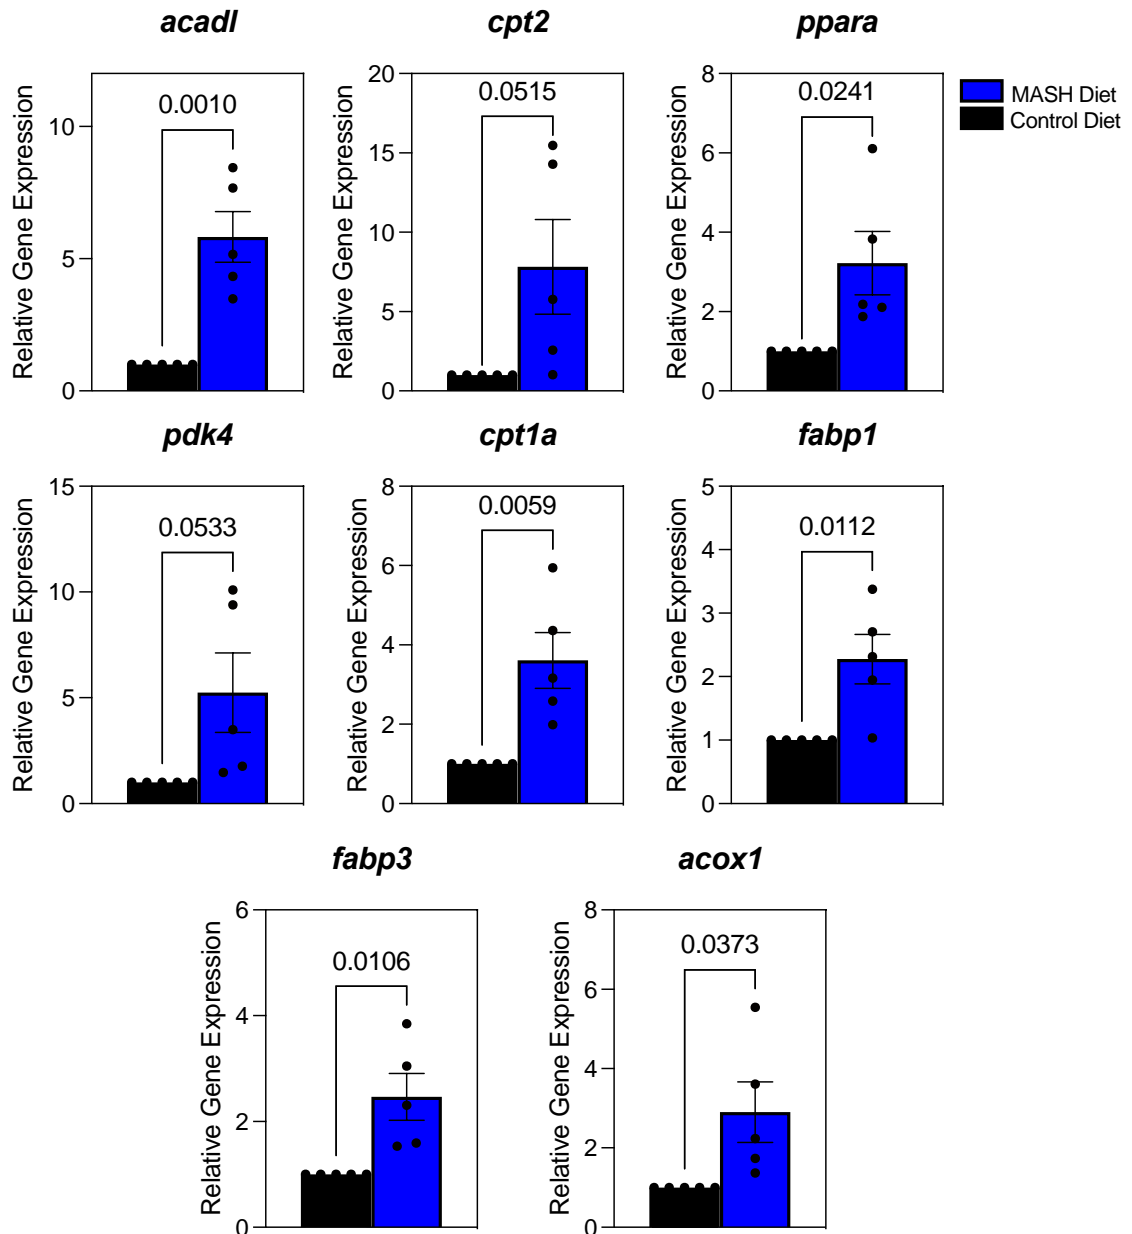 acadl
cpt2
ppara
MASH Diet
Control Diet
Relative Gene Expression
10
5
0
0.0010
Relative Gene Expression
20
15
10
5
0
0.0515
Relative Gene Expression
8
6
4
2
0
0.0241
pdk4
cpt1a
fabp1
Relative Gene Expression
15
10
5
0
0.0533
Relative Gene Expression
8
6
4
2
0
0.0059
Relative Gene Expression
5
4
3
2
1
0
0.0112
fabp3
acox1
Relative Gene Expression
6
4
2
0
0.0106
Relative Gene Expression
8
6
4
2
0
0.0373